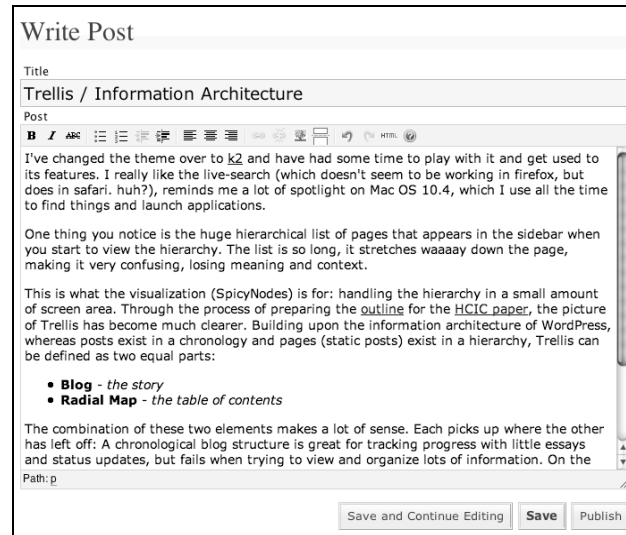 Write Post
Title
Trellis / Information Architecture
Post
B I ABC HTML
I've changed the theme over to k2 and have had some time to play with it and get used to
its features. I really like the live-search (which doesn't seem to be working in firefox, but
does in safari. huh?), reminds me a lot of spotlight on Mac OS 10.4, which I use all the time
to find things and launch applications.
One thing you notice is the huge hierarchical list of pages that appears in the sidebar when
you start to view the hierarchy. The list is so long, it stretches waaaay down the page,
making it very confusing, losing meaning and context.
This is what the visualization (SpicyNodes) is for: handling the hierarchy in a small amount
of screen area. Through the process of preparing the outline for the HCIC paper, the picture
of Trellis has become much clearer. Building upon the information architecture of WordPress,
whereas posts exist in a chronology and pages (static posts) exist in a hierarchy, Trellis can
be defined as two equal parts:
• Blog - the story
• Radial Map - the table of contents
The combination of these two elements makes a lot of sense. Each picks up where the other
has left off: A chronological blog structure is great for tracking progress with little essays
and status updates, but fails when trying to view and organize lots of information. On the
Path: p
Save and Continue Editing Save Publish